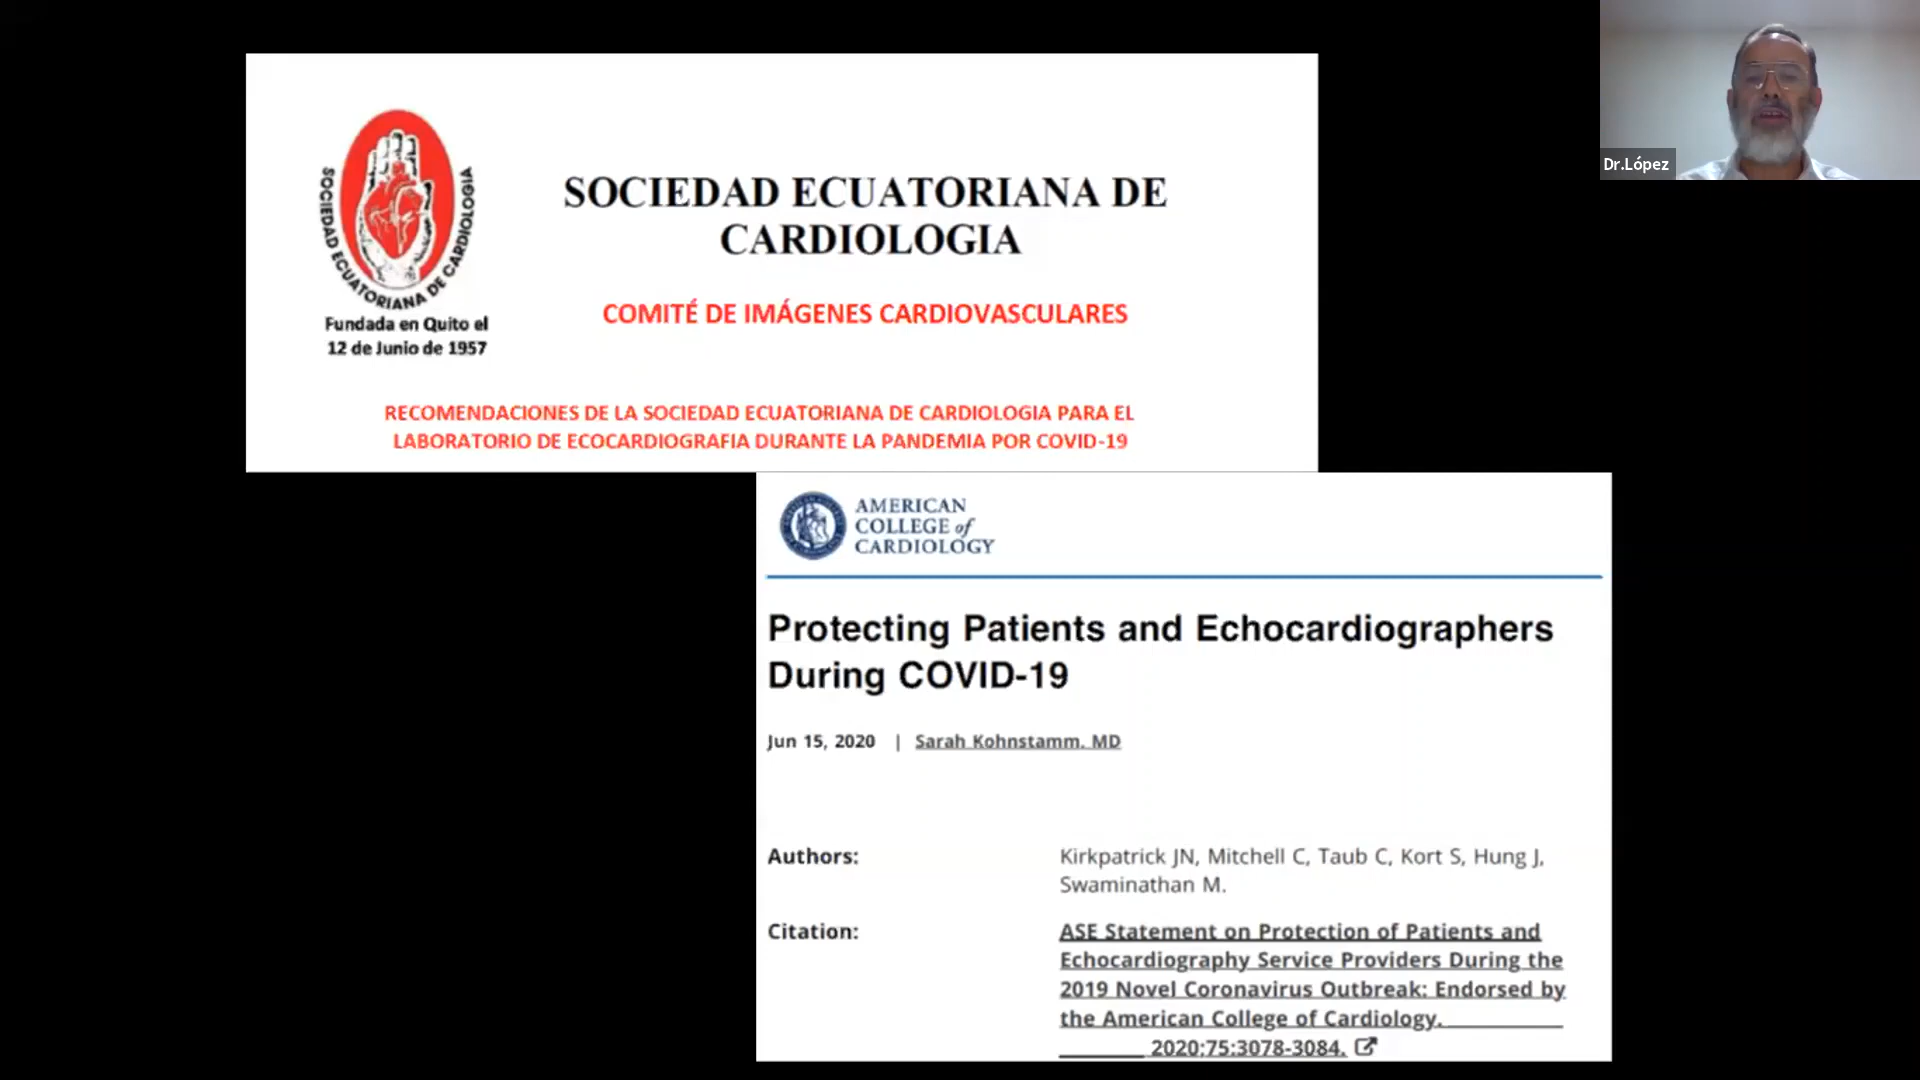 SOCIEDAD ECUATORIANA DE CARDIOLOGIA
Fundada en Quito el
12 de Junio de 1957
SOCIEDAD ECUATORIANA DE
CARDIOLOGIA
COMITÉ DE IMÁGENES CARDIOVASCULARES
RECOMENDACIONES DE LA SOCIEDAD ECUATORIANA DE CARDIOLOGIA PARA EL
LABORATORIO DE ECOCARDIOGRAFIA DURANTE LA PANDEMIA POR COVID-19
Dr.López
AMERICAN
COLLEGE of
CARDIOLOGY
Protecting Patients and Echocardiographers
During COVID-19
Jun 15, 2020 | Sarah Kohnstamm, MD
Authors:
Kirkpatrick JN, Mitchell C, Taub C, Kort S, Hung J,
Swaminathan M.
Citation:
ASE Statement on Protection of Patients and
Echocardiography Service Providers During the
2019 Novel Coronavirus Outbreak: Endorsed by
the American College of Cardiology.
2020;75:3078-3084.